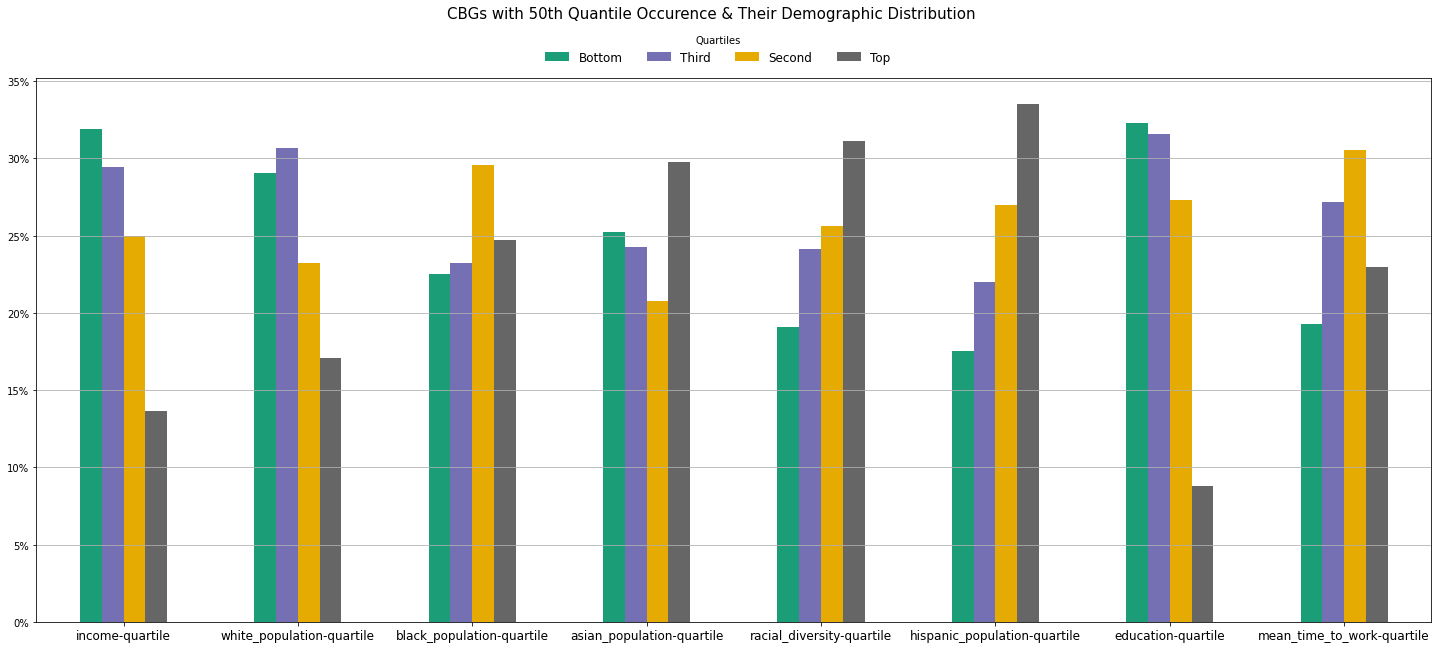 CBGs with 50th Quantile Occurence & Their Demographic Distribution
Quartiles
Bottom Third Second Top
35%
30%
25%
20%
15%
10%
5%
0%
income-quartile white_population-quartile black_population-quartile asian_population-quartile racial_diversity-quartile hispanic_population-quartile education-quartile mean_time_to_work-quartile